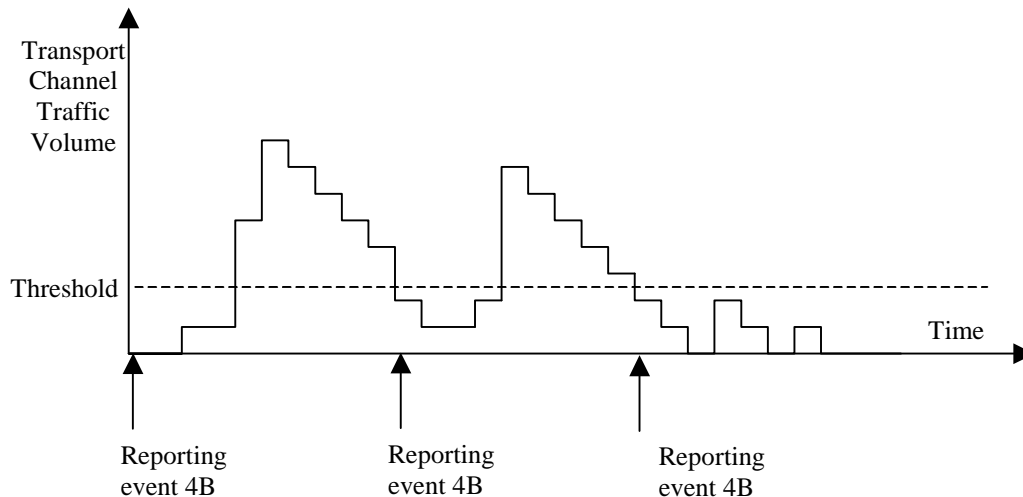 Transport
Channel
Traffic
Volume
Threshold
Time
Reporting
event 4B
Reporting
event 4B
Reporting
event 4B